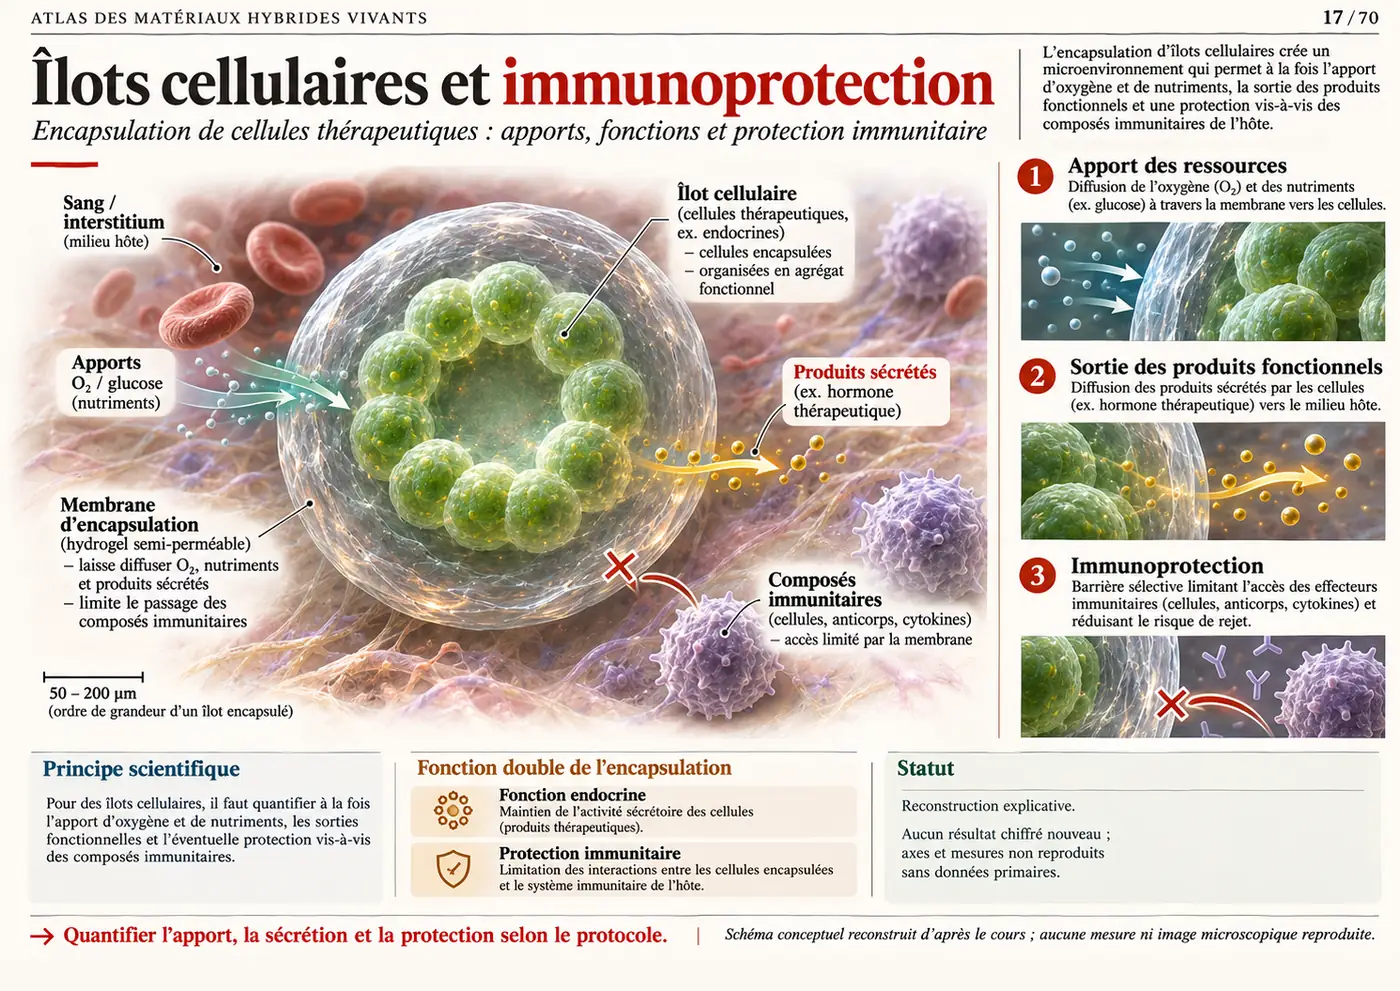 ATLAS DES MATÉRIAUX HYBRIDES VIVANTS
17 / 70
Îlots cellulaires et immunoprotection
Encapsulation de cellules thérapeutiques : apports, fonctions et protection immunitaire
L'encapsulation d'îlots cellulaires crée un
microenvironnement qui permet à la fois l'apport
d'oxygène et de nutriments, la sortie des produits
fonctionnels et une protection vis-à-vis des
composés immunitaires de l'hôte.
Sang /
interstitium
(milieu hôte)
Îlot cellulaire
(cellules thérapeutiques,
ex. endocrines)
– cellules encapsulées
– organisées en agrégat
fonctionnel
Apports
O₂ / glucose
(nutriments)
Produits sécrétés
(ex. hormone
thérapeutique)
Membrane
d'encapsulation
(hydrogel semi-perméable)
– laisse diffuser O₂, nutriments
et produits sécrétés
– limite le passage des
composés immunitaires
Composés
immunitaires
(cellules, anticorps, cytokines)
– accès limité par la membrane
50 – 200 µm
(ordre de grandeur d'un îlot encapsulé)
1
Apport des ressources
Diffusion de l'oxygène (O₂) et des nutriments
(ex. glucose) à travers la membrane vers les cellules.
2
Sortie des produits fonctionnels
Diffusion des produits sécrétés par les cellules
(ex. hormone thérapeutique) vers le milieu hôte.
3
Immunoprotection
Barrière sélective limitant l'accès des effecteurs
immunitaires (cellules, anticorps, cytokines) et
réduisant le risque de rejet.
Principe scientifique
Pour des îlots cellulaires, il faut quantifier à la fois
l'apport d'oxygène et de nutriments, les sorties
fonctionnelles et l'éventuelle protection vis-à-vis
des composés immunitaires.
Fonction double de l'encapsulation
Fonction endocrine
Maintien de l'activité sécrétoire des cellules
(produits thérapeutiques).
Protection immunitaire
Limitation des interactions entre les cellules encapsulées
et le système immunitaire de l'hôte.
Statut
Reconstruction explicative.
Aucun résultat chiffré nouveau ;
axes et mesures non reproduits
sans données primaires.
→ Quantifier l'apport, la sécrétion et la protection selon le protocole.
Schéma conceptuel reconstruit d'après le cours ; aucune mesure ni image microscopique reproduite.